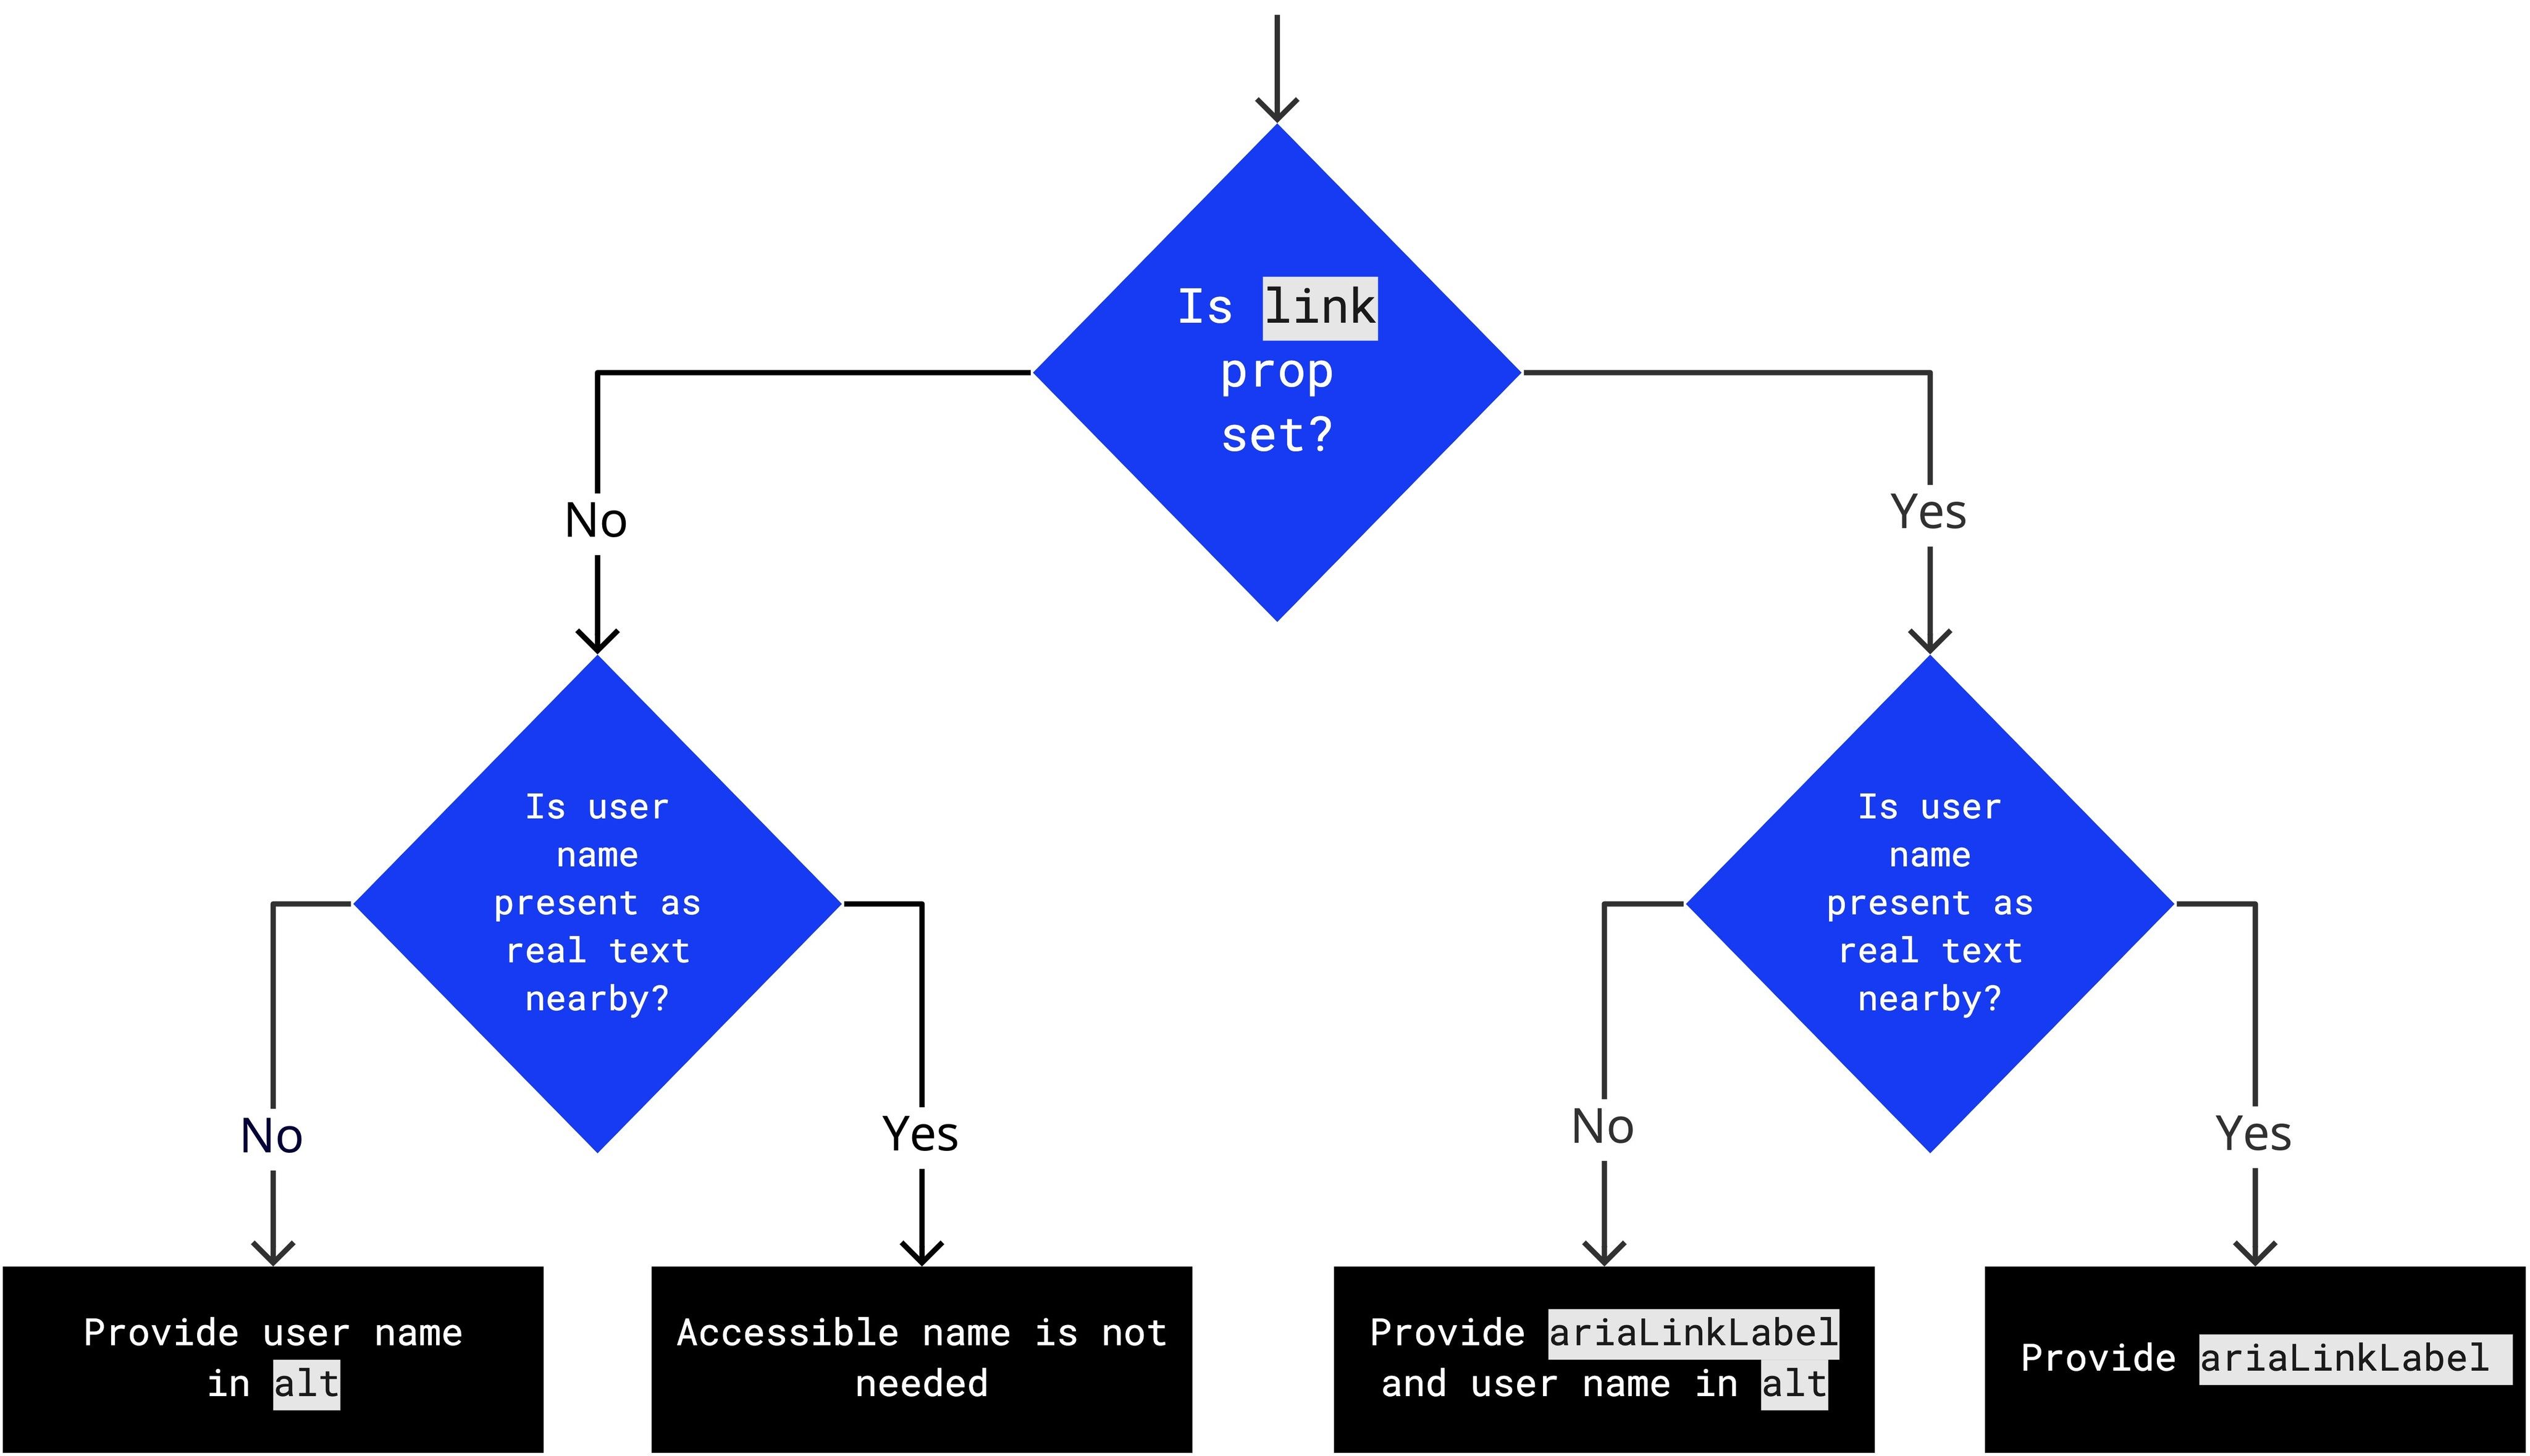 Is link
prop
set?
No
Yes
Is user
name
present as
real text
nearby?
Is user
name
present as
real text
nearby?
No
Yes
No
Yes
Provide user name
in alt
Accessible name is not
needed
Provide ariaLinkLabel
and user name in alt
Provide ariaLinkLabel